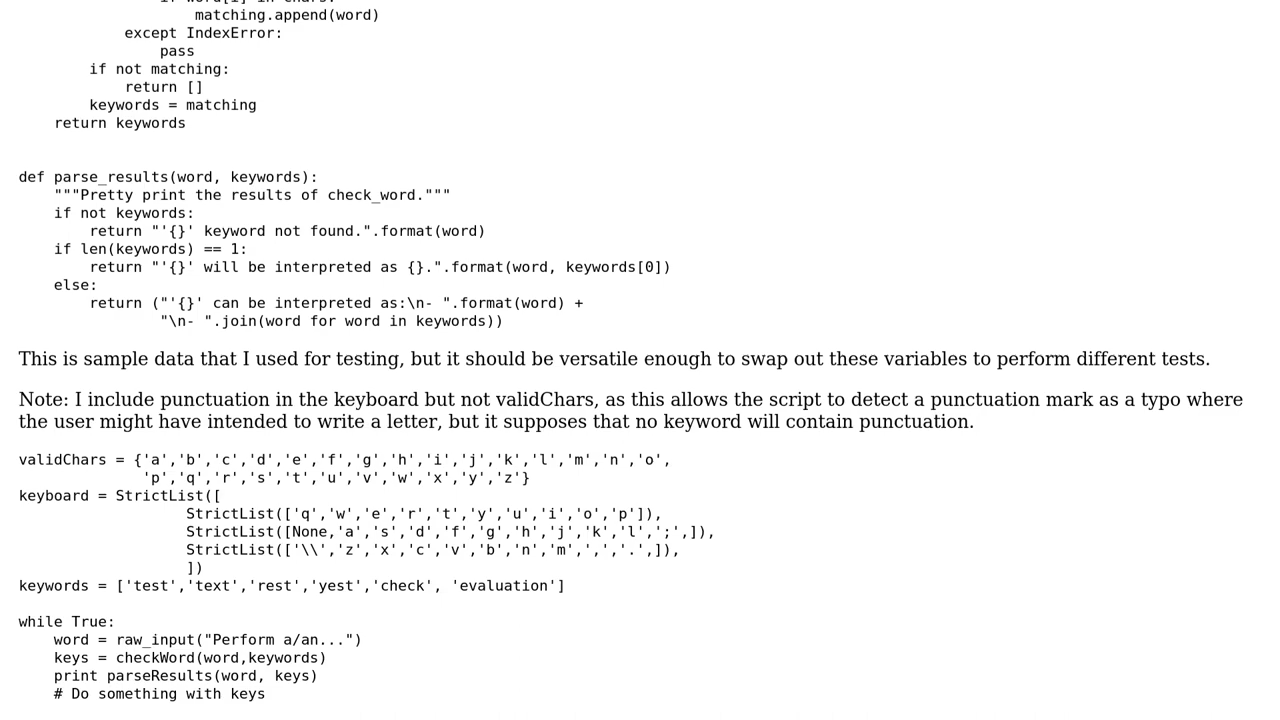 if word[i] in chars:
matching.append(word)
except IndexError:
pass
if not matching:
return []
keywords = matching
return keywords
def parse_results(word, keywords):
"""Pretty print the results of check_word."""
if not keywords:
return "'{}' keyword not found.".format(word)
if len(keywords) == 1:
return "'{}' will be interpreted as {}.".format(word, keywords[0])
else:
return ("'{}' can be interpreted as:\n- ".format(word) +
"\n- ".join(word for word in keywords))
This is sample data that I used for testing, but it should be versatile enough to swap out these variables to perform different tests.
Note: I include punctuation in the keyboard but not validChars, as this allows the script to detect a punctuation mark as a typo where
the user might have intended to write a letter, but it supposes that no keyword will contain punctuation.
validChars = {'a','b','c','d','e','f','g','h','i','j','k','l','m','n','o',
'p','q','r','s','t','u','v','w','x','y','z'}
keyboard = StrictList([
StrictList(['q','w','e','r','t','y','u','i','o','p']),
StrictList([None,'a','s','d','f','g','h','j','k','l',';',]),
StrictList(['\\','z','x','c','v','b','n','m',',','.',]),
])
keywords = ['test','text','rest','yest','check', 'evaluation']
while True:
word = raw_input("Perform a/an...")
keys = checkWord(word,keywords)
print parseResults(word, keys)
# Do something with keys